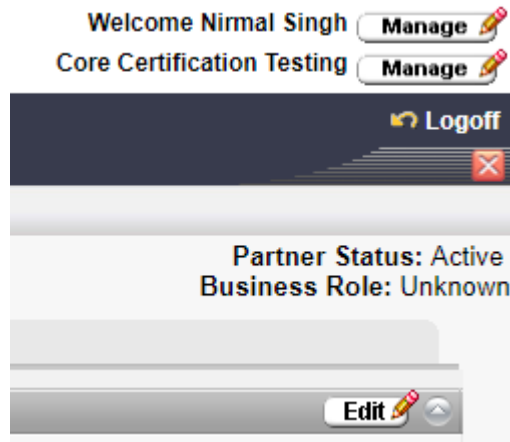 Welcome Nirmal Singh Manage
Core Certification Testing Manage
Logoff
Partner Status: Active
Business Role: Unknown
Edit